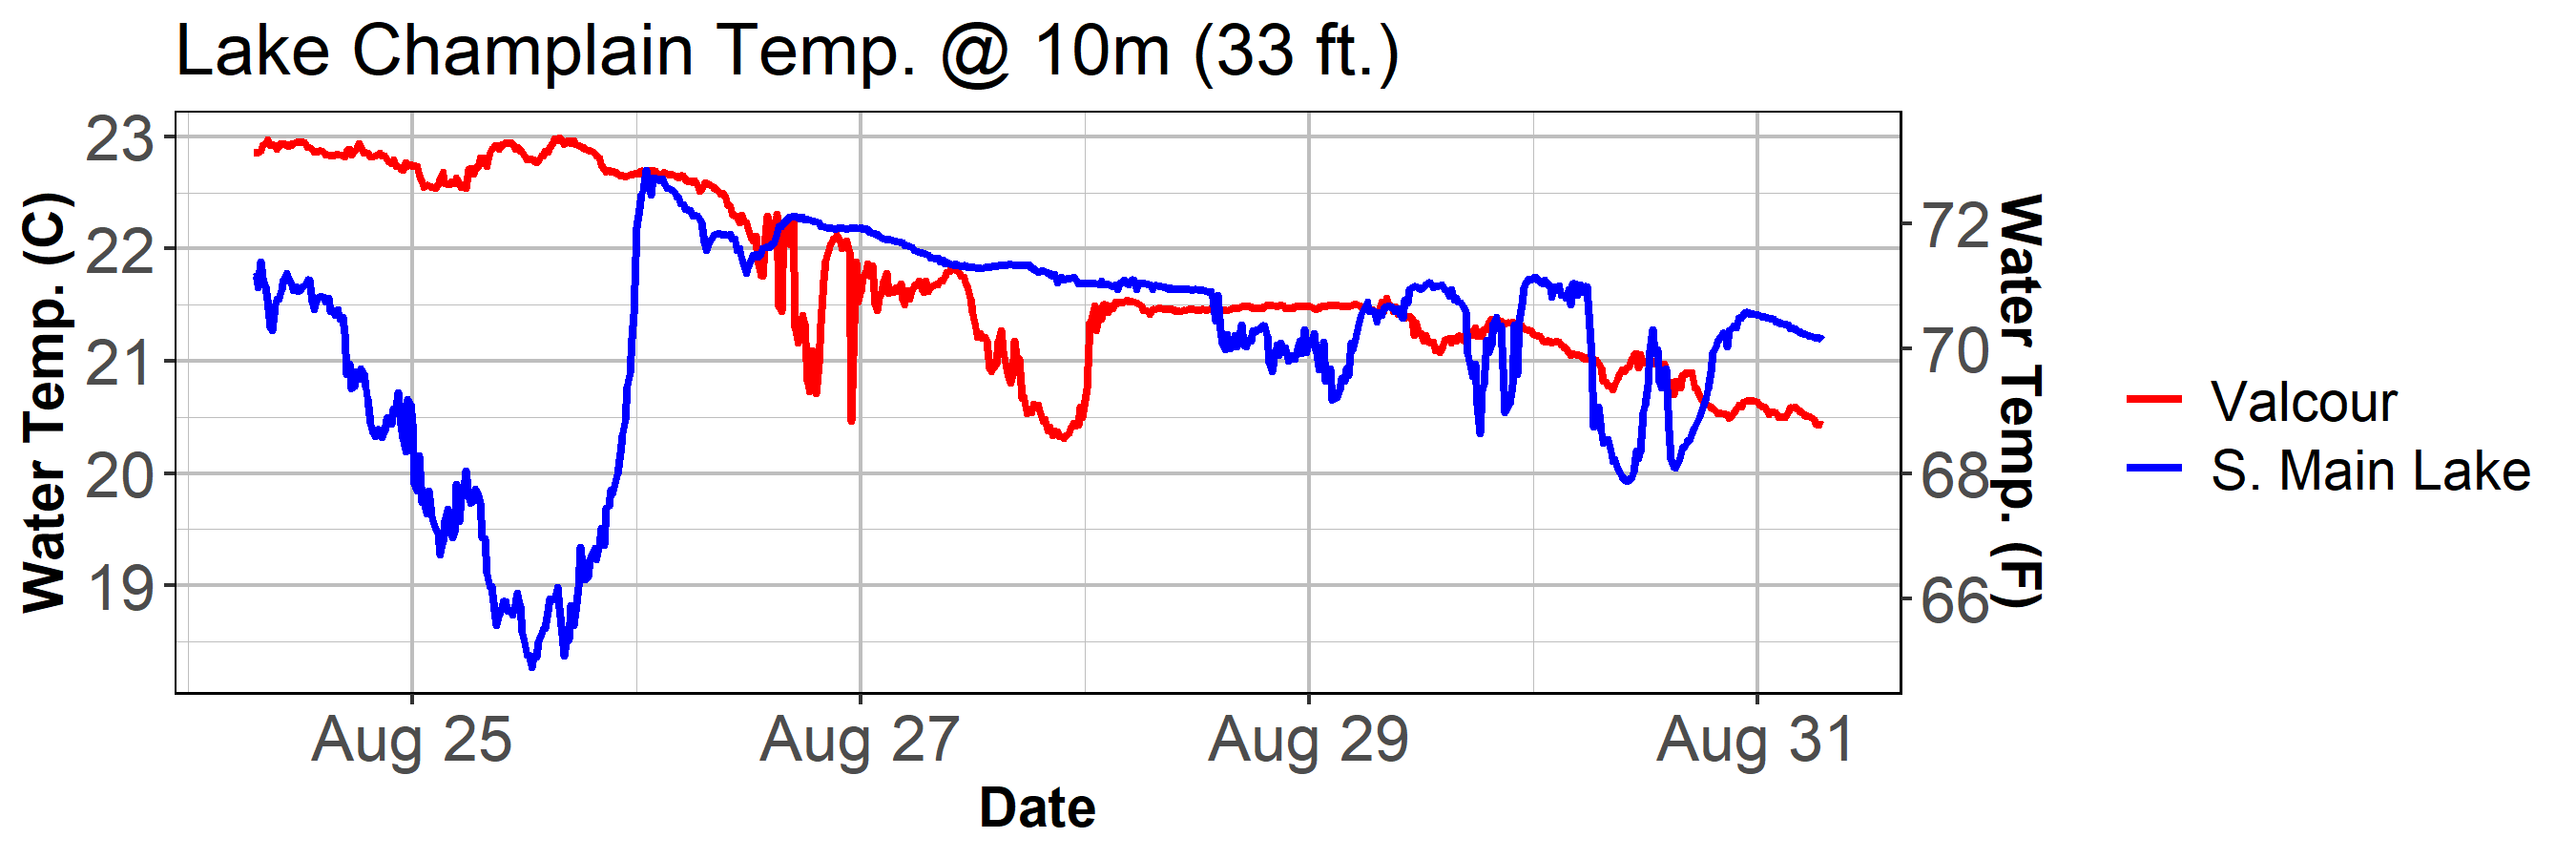 Lake Champlain Temp. @ 10m (33 ft.)
Water Temp. (C)
23
22
21
20
19
72
70
68
66
Water Temp. (F)
Aug 25
Aug 27
Aug 29
Aug 31
Date
Valcour
S. Main Lake